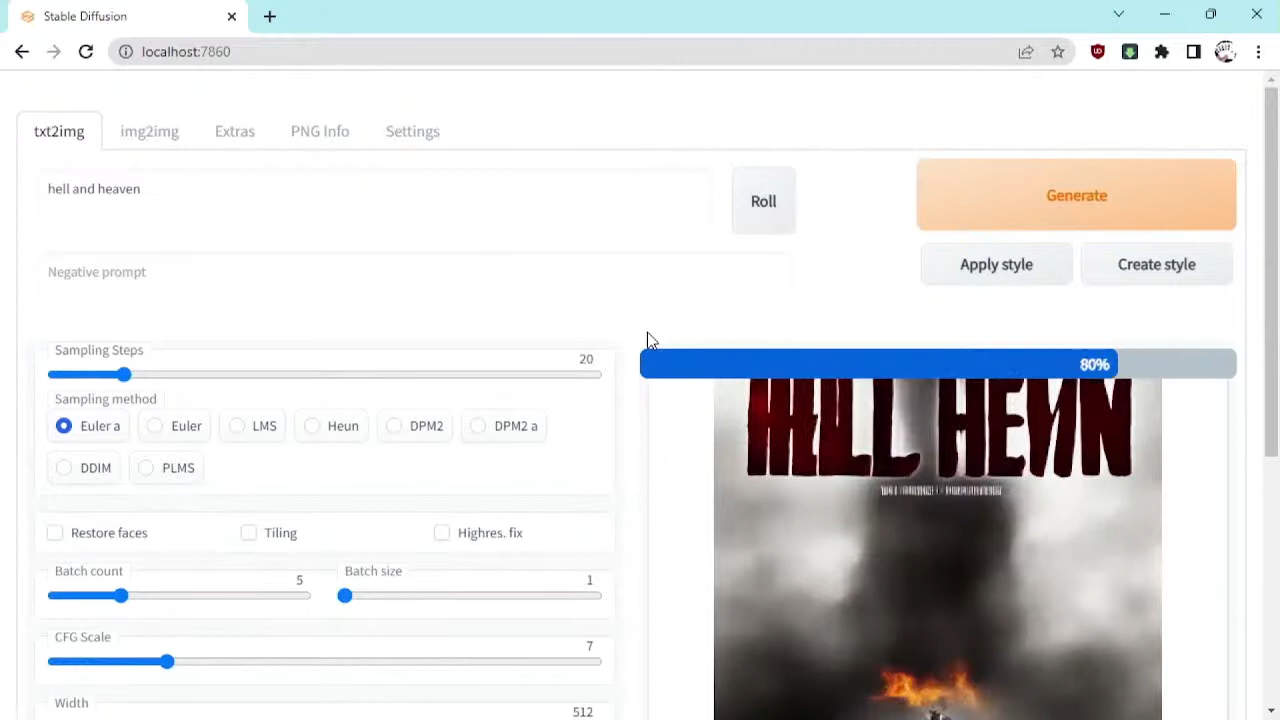 Stable Diffusion
localhost:7860
txt2img
img2img
Extras
PNG Info
Settings
hell and heaven
Roll
Generate
Negative prompt
Apply style
Create style
Sampling Steps
20
80%
Sampling method
Euler a
Euler
LMS
Heun
DPM2
DPM2 a
DDIM
PLMS
HILL HEVN
Restore faces
Tiling
Highres. fix
Batch count
5
Batch size
1
CFG Scale
7
Width
512